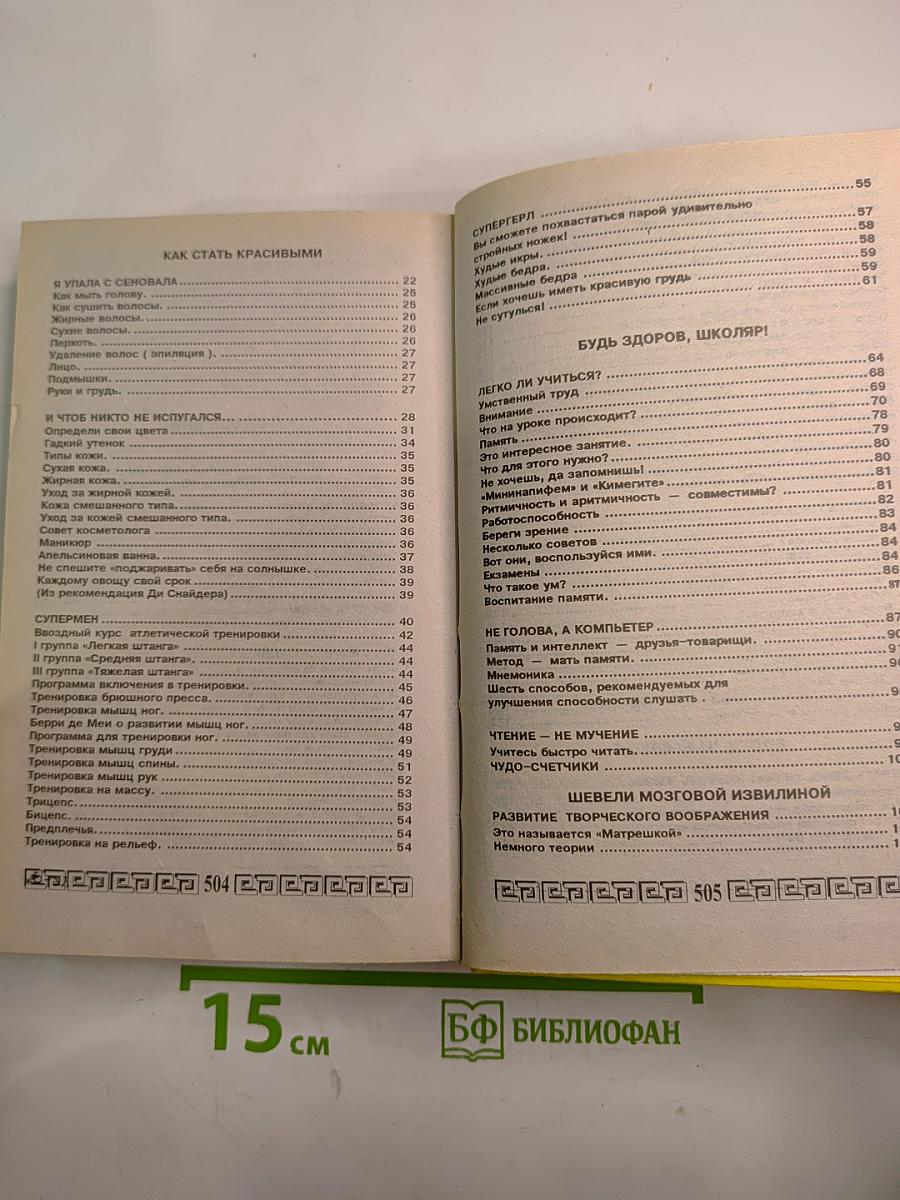 КАК СТАТЬ КРАСИВЫМИ
Я УПАЛА С СЕНОВАЛА 22
Как мыть голову. 25
Как сушить волосы. 25
Жирные волосы. 26
Сухие волосы. 26
Перхоть. 26
Удаление волос ( эпиляция ). 27
Лицо. 27
Подмышки. 27
Руки и грудь. 27
И ЧТОБ НИКТО НЕ ИСПУГАЛСЯ 28
Определи свои цвета 31
Гадкий утенок 34
Типы кожи. 35
Сухая кожа. 35
Жирная кожа. 35
Уход за жирной кожей. 36
Кожа смешанного типа. 36
Уход за кожей смешанного типа. 36
Совет косметолога 36
Маникюр 36
Апельсиновая ванна. 37
Не спешите «поджаривать» себя на солнышке. 38
Каждому овощу свой срок 39
(Из рекомендация Ди Снайдера) 39
СУПЕРМЕН 40
Ввоздный курс атлетической тренировки 42
I группа «Легкая штанга» 44
II группа «Средняя штанга». 44
III группа «Тяжелая штанга» 44
Программа включения в тренировки. 45
Тренировка брюшного пресса. 46
Тренировка мышц ног. 47
Берри де Меи о развитии мышц ног. 48
Программа для тренировки ног. 49
Тренировка мышц груди 49
Тренировка мышц спины. 51
Тренировка мышц рук 52
Тренировка на массу. 53
Трицепс. 53
Бицепс. 54
Предплечья. 54
Тренировка на рельеф. 54
504
СУПЕРГЕРЛ 55
Вы сможете похвастаться парой удивительно
стройных ножек! 57
Худые икры. 58
Худые бедра. 58
Массивные бедра 59
Если хочешь иметь красивую грудь 59
Не сутулься! 61
БУДЬ ЗДОРОВ, ШКОЛЯР!
ЛЕГКО ЛИ УЧИТЬСЯ? 64
Умственный труд 68
Внимание 69
Что на уроке происходит? 70
Память 78
Это интересное занятие. 79
Что для этого нужно? 80
Не хочешь, да запомнишь! 80
«Мининапифем» и «Кимегите» 81
Ритмичность и аритмичность — совместимы? 81
Работоспособность 82
Береги зрение 83
Несколько советов 84
Вот они, воспользуйся ими. 84
Экзамены 84
Что такое ум? 86
Воспитание памяти. 87
НЕ ГОЛОВА, А КОМПЬЕТЕР 87
Память и интеллект — друзья-товарищи. 90
Метод — мать памяти. 91
Мнемоника
Шесть способов, рекомендуемых для
улучшения способности слушать .
ЧТЕНИЕ — НЕ МУЧЕНИЕ
Учитесь быстро читать.
ЧУДО-СЧЕТЧИКИ
ШЕВЕЛИ МОЗГОВОЙ ИЗВИЛИНОЙ
РАЗВИТИЕ ТВОРЧЕСКОГО ВООБРАЖЕНИЯ
Это называется «Матрешкой»
Немного теории
505
15 см
БФ БИБЛИОФАН